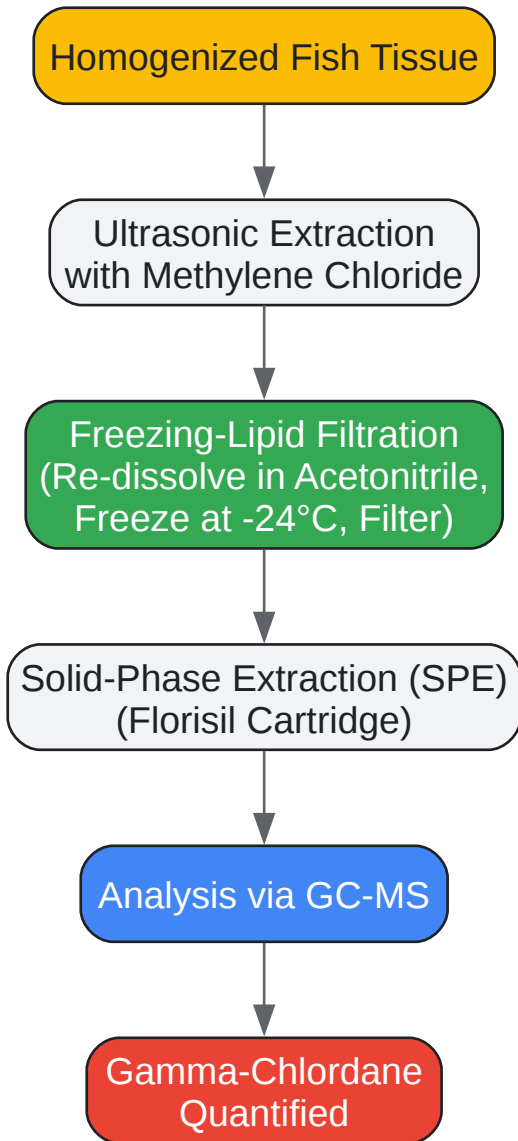 Homogenized Fish Tissue
Ultrasonic Extraction
with Methylene Chloride
Freezing-Lipid Filtration
(Re-dissolve in Acetonitrile,
Freeze at -24°C, Filter)
Solid-Phase Extraction (SPE)
(Florisil Cartridge)
Analysis via GC-MS
Gamma-Chlordane
Quantified